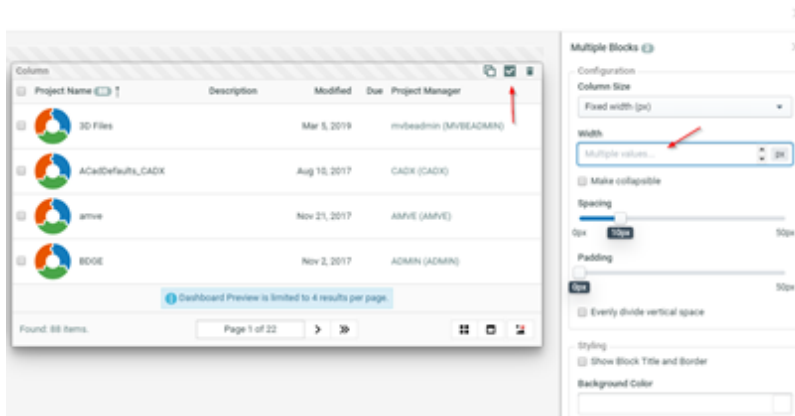 Multiple Blocks
Configuration
Column Size
Fixed width (px)
Width
Multiple values...
px
Make collapsible
Spacing
0px 10px 50px
Padding
0px 50px
Evenly divide vertical space
Styling
Show Block Title and Border
Background Color
Column
Project Name Description Modified Due Project Manager
3D Files Mar 5, 2019 mvbeadmin (MVBEADMIN)
ACadDefaults_CADX Aug 10, 2017 CADX (CADX)
amve Nov 21, 2017 AMVE (AMVE)
BDGE Nov 2, 2017 ADMIN (ADMIN)
Dashboard Preview is limited to 4 results per page.
Found: 88 items. Page 1 of 22